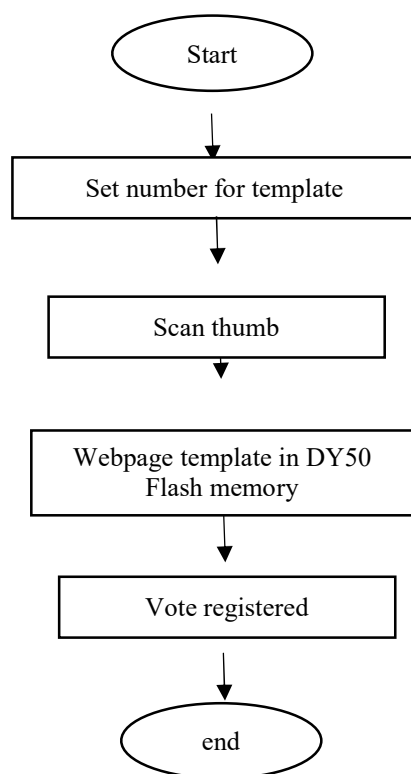 Start
Set number for template
Scan thumb
Webpage template in DY50
Flash memory
Vote registered
end